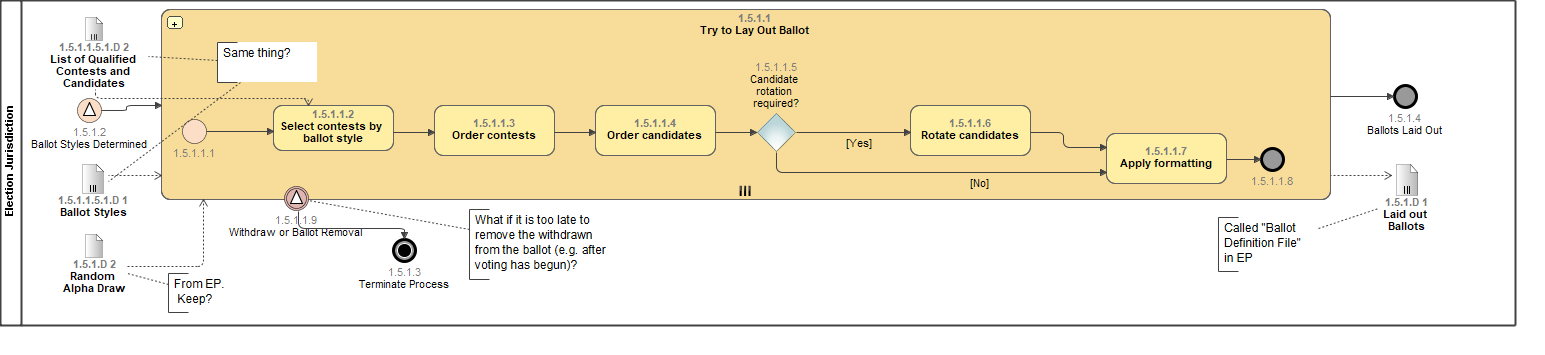 Election Jurisdiction
1.5.1.1.5.1.D 2
List of Qualified
Contests and
Candidates
1.5.1.2
Ballot Styles Determined
1.5.1.1.5.1.D 1
Ballot Styles
1.5.1.D 2
Random
Alpha Draw
Same thing?
From EP.
Keep?
1.5.1.1
Try to Lay Out Ballot
1.5.1.1.1
1.5.1.1.2
Select contests by
ballot style
1.5.1.1.3
Order contests
1.5.1.1.4
Order candidates
1.5.1.1.5
Candidate
rotation
required?
[Yes]
[No]
1.5.1.1.6
Rotate candidates
1.5.1.1.7
Apply formatting
1.5.1.1.8
1.5.1.1.9
Withdraw or Ballot Removal
1.5.1.3
Terminate Process
What if it is too late to
remove the withdrawn
from the ballot (e.g. after
voting has begun)?
1.5.1.4
Ballots Laid Out
1.5.1.D 1
Laid out
Ballots
Called "Ballot
Definition File"
in EP